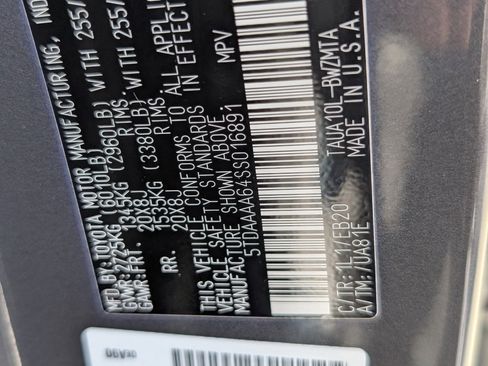 MFD. BY:TOYOTA MOTOR MANUFACTURING, IND
GVWR: 2725KG (6010LB)
GAWR: FRT. 1345KG (2960LB) WITH 255/
20X8J RIMS,
RR. 1535KG (3380LB) WITH 255/
20X8J RIMS,
THIS VEHICLE CONFORMS TO ALL APPLI
VEHICLE SAFETY STANDARDS IN EFFECT
SHOWN ABOVE.
5TDAAAA64SS016891 MPV
C/TR:1L1/EB20 TAUA10L-BWZMTA
A/TM:/UA81E MADE IN U.S.A.